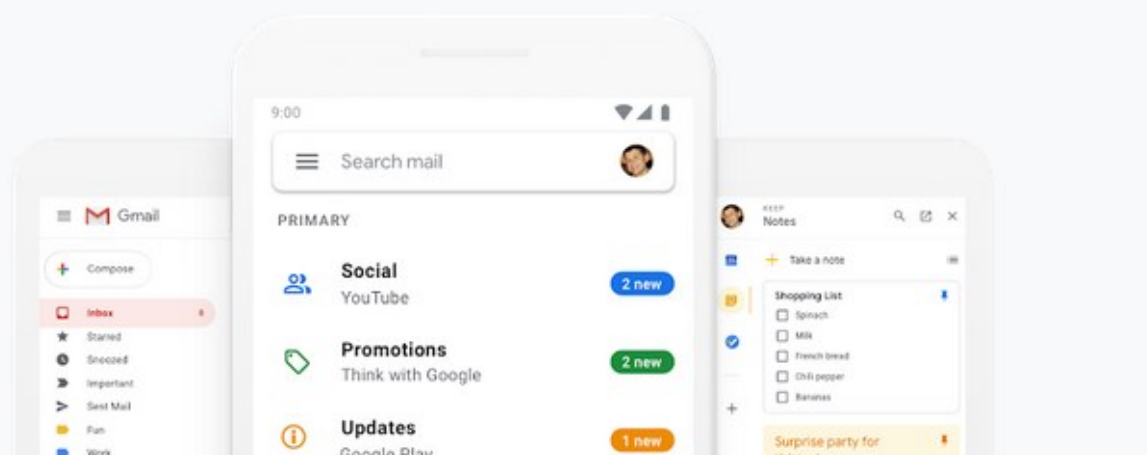 9:00
Search mail
PRIMARY
Social
YouTube
2 new
Promotions
Think with Google
2 new
Updates
Google Play
1 new
Gmail
Compose
Inbox
Starred
Snoozed
Important
Sent Mail
Fun
Work
KEEP
Notes
Take a note
Shopping List
Spinach
Milk
French bread
Chili pepper
Bananas
Surprise party for